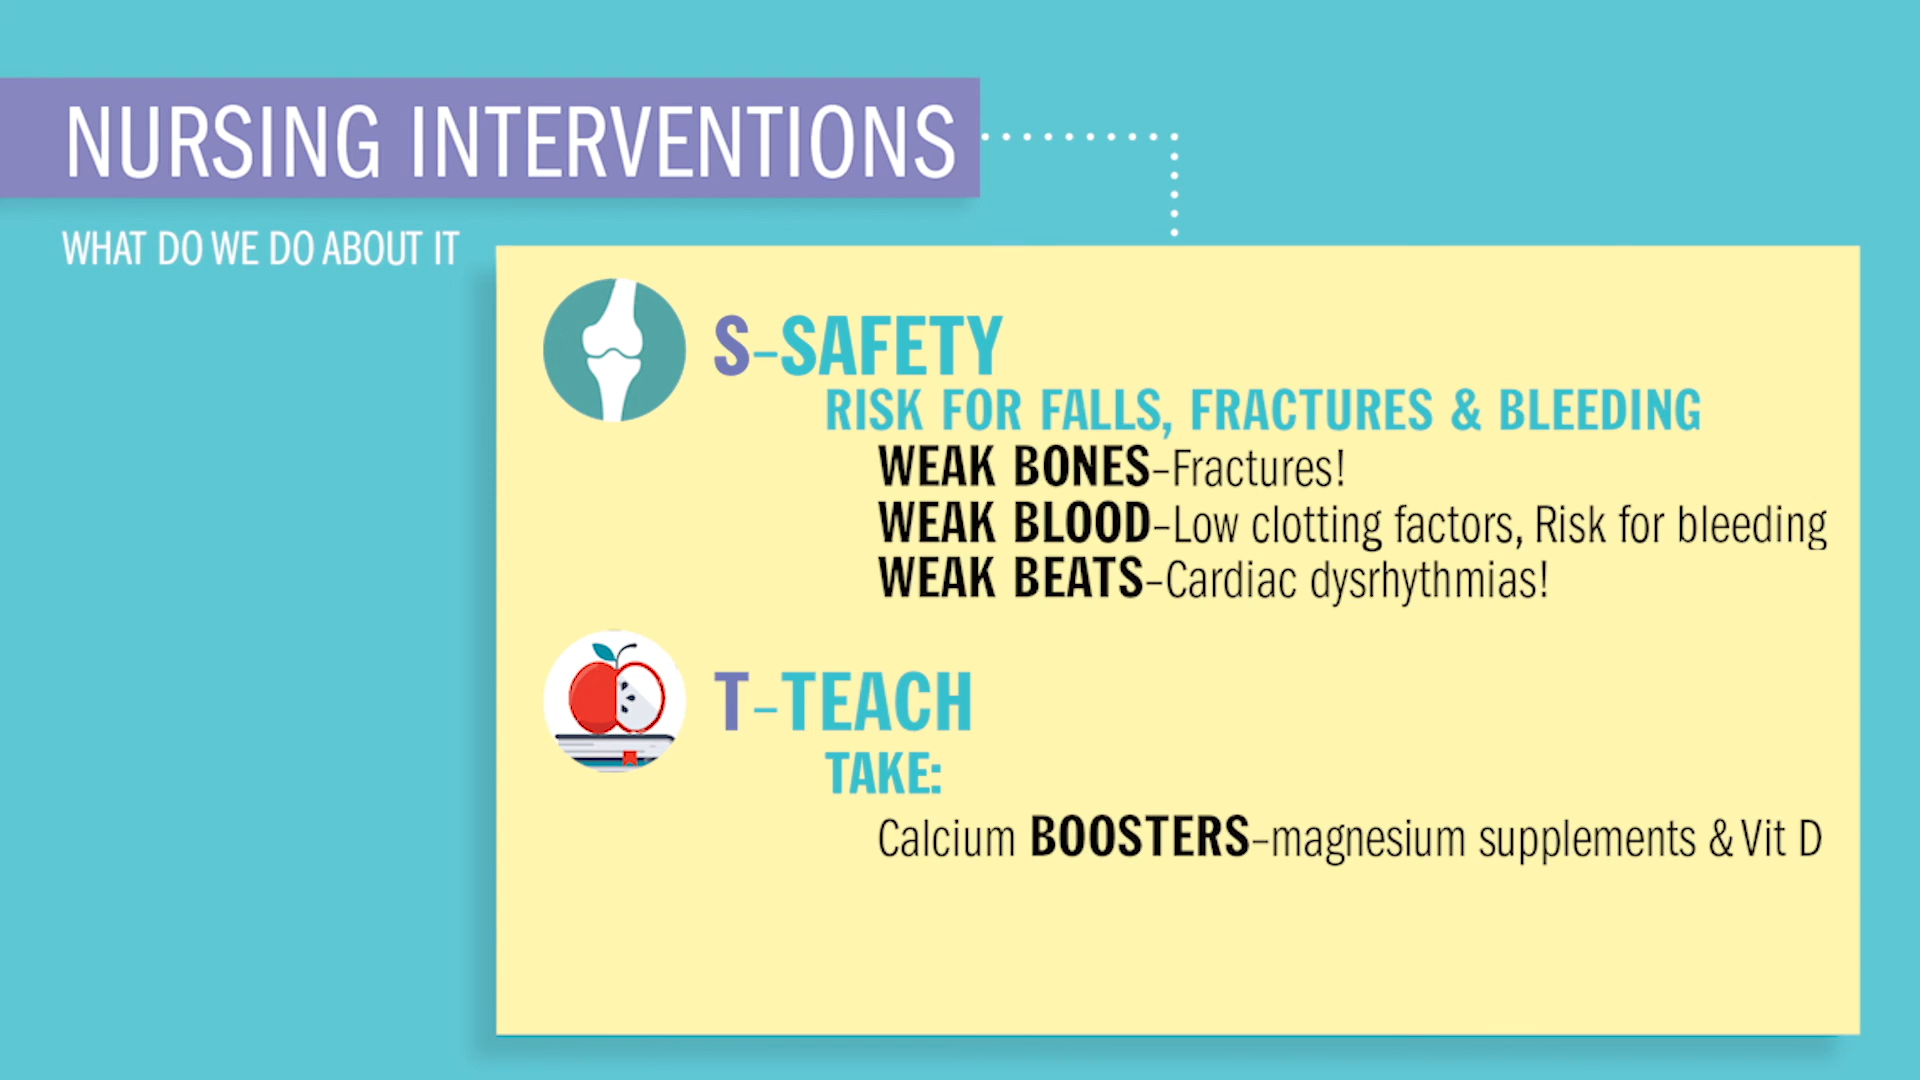 NURSING INTERVENTIONS
WHAT DO WE DO ABOUT IT
S–SAFETY
RISK FOR FALLS, FRACTURES & BLEEDING
WEAK BONES–Fractures!
WEAK BLOOD–Low clotting factors, Risk for bleeding
WEAK BEATS–Cardiac dysrhythmias!
T–TEACH
TAKE:
Calcium BOOSTERS–magnesium supplements & Vit D